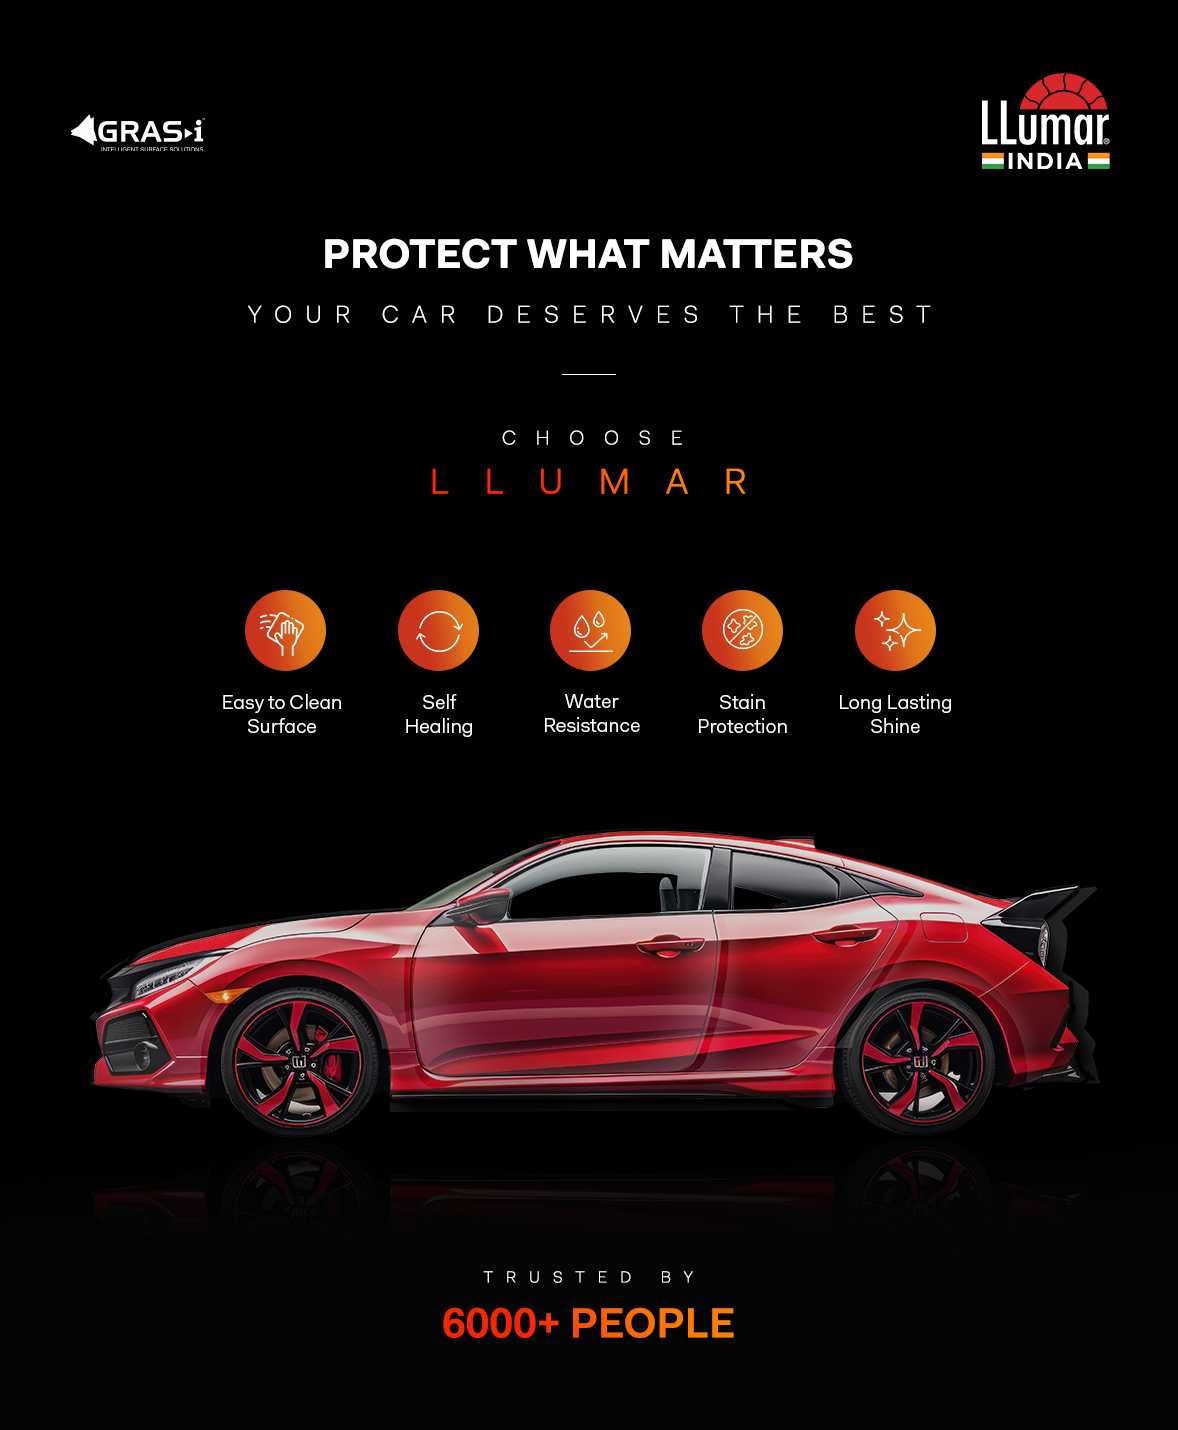 GRAS▸i
INTELLIGENT SURFACE SOLUTIONS
LLumar®
INDIA
PROTECT WHAT MATTERS
YOUR CAR DESERVES THE BEST
CHOOSE
LLUMAR
Easy to Clean
Surface
Self
Healing
Water
Resistance
Stain
Protection
Long Lasting
Shine
TRUSTED BY
6000+ PEOPLE